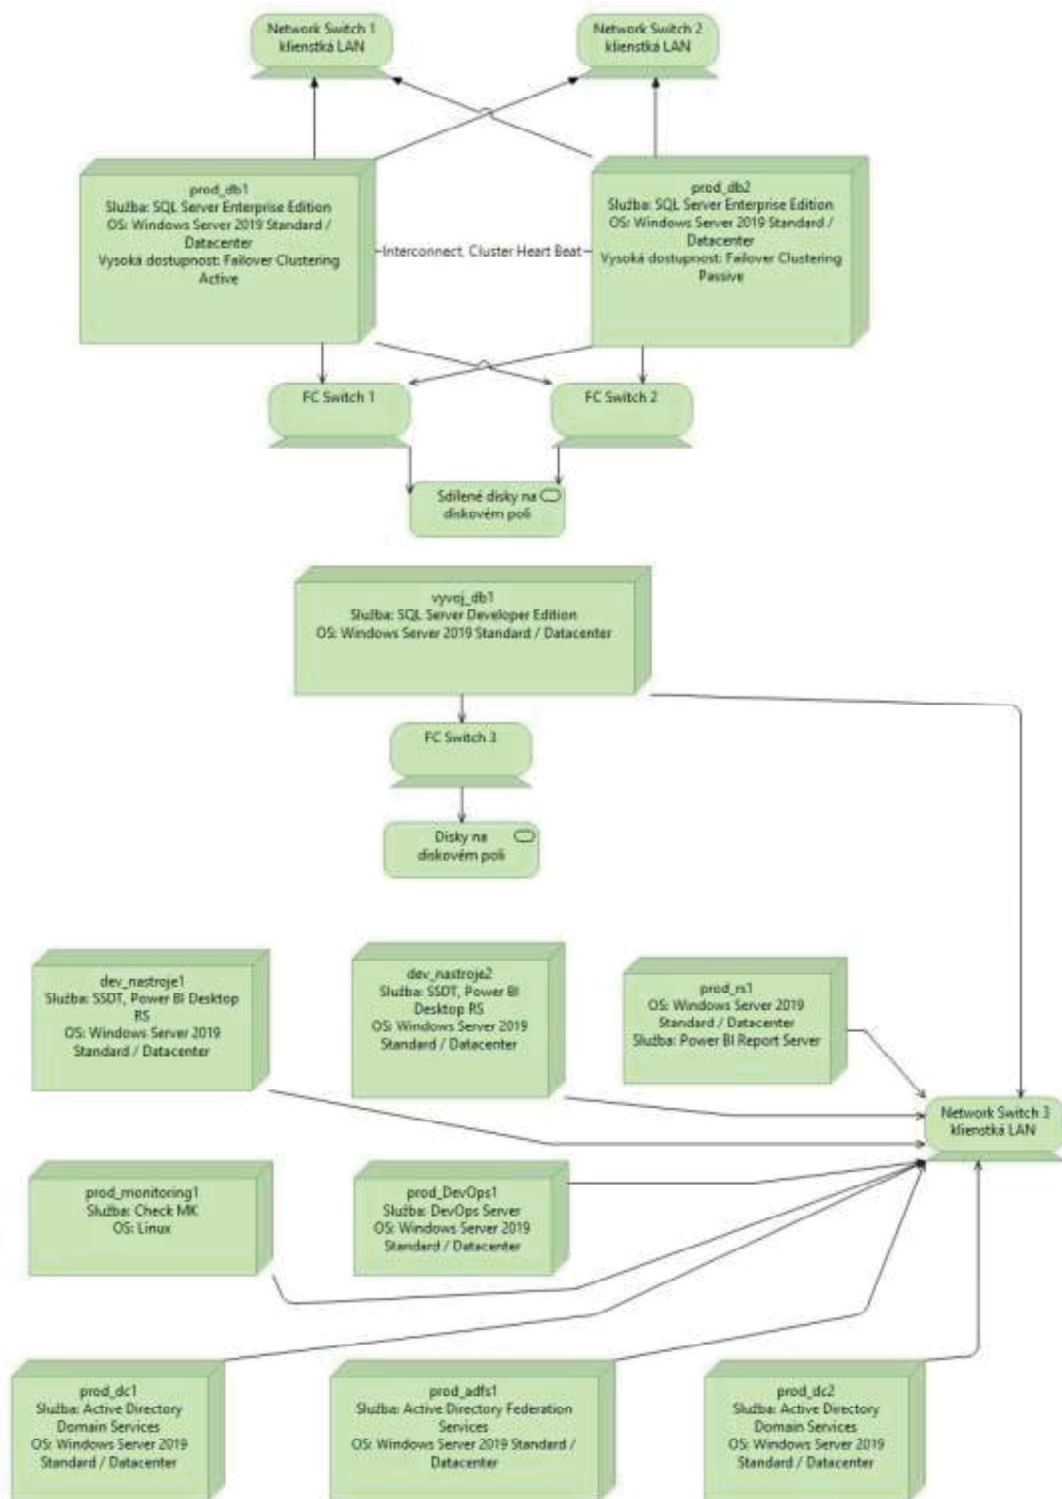 Network Switch 1
klienstká LAN
Network Switch 2
klienstká LAN
prod_db1
Služba: SQL Server Enterprise Edition
OS: Windows Server 2019 Standard /
Datacenter
Vysoká dostupnost: Failover Clustering
Active
Interconnect, Cluster Heart Beat
prod_db2
Služba: SQL Server Enterprise Edition
OS: Windows Server 2019 Standard /
Datacenter
Vysoká dostupnost: Failover Clustering
Passive
FC Switch 1
FC Switch 2
Sdílené disky na
diskovém poli
vyvoj_db1
Služba: SQL Server Developer Edition
OS: Windows Server 2019 Standard / Datacenter
FC Switch 3
Disky na
diskovém poli
dev_nastroje1
Služba: SSDT, Power BI Desktop
RS
OS: Windows Server 2019
Standard / Datacenter
dev_nastroje2
Služba: SSDT, Power BI
Desktop RS
OS: Windows Server 2019
Standard / Datacenter
prod_rs1
OS: Windows Server 2019
Standard / Datacenter
Služba: Power BI Report Server
Network Switch 3
klienstká LAN
prod_monitoring1
Služba: Check MK
OS: Linux
prod_DevOps1
Služba: DevOps Server
OS: Windows Server 2019
Standard / Datacenter
prod_dc1
Služba: Active Directory
Domain Services
OS: Windows Server 2019
Standard / Datacenter
prod_adfs1
Služba: Active Directory Federation
Services
OS: Windows Server 2019 Standard /
Datacenter
prod_dc2
Služba: Active Directory
Domain Services
OS: Windows Server 2019
Standard / Datacenter